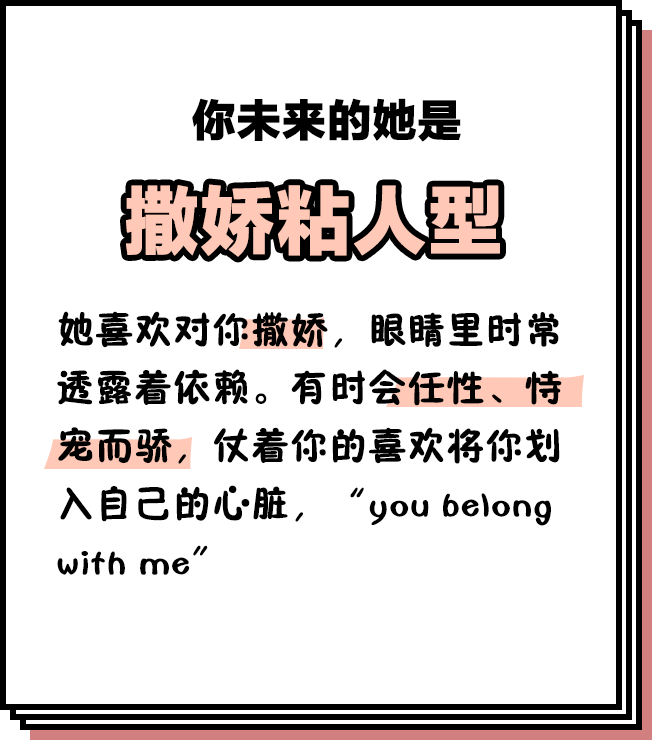 你未来的她是
撒娇粘人型
她喜欢对你撒娇，眼睛里时常
透露着依赖。有时会任性、恃
宠而骄，仗着你的喜欢将你划
入自己的心脏，“you belong
with me”